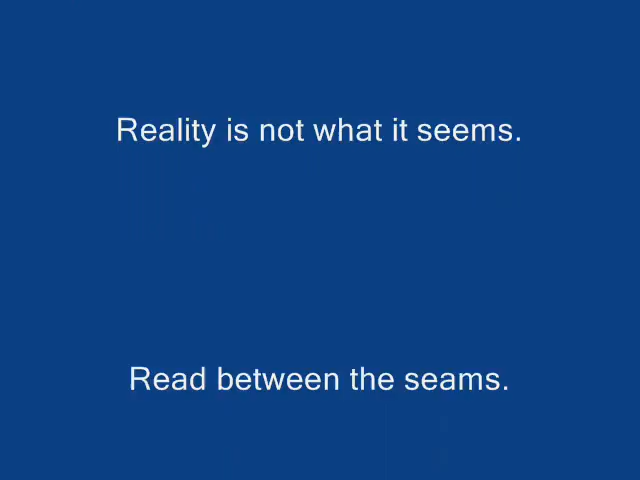 Reality is not what it seems.
Read between the seams.